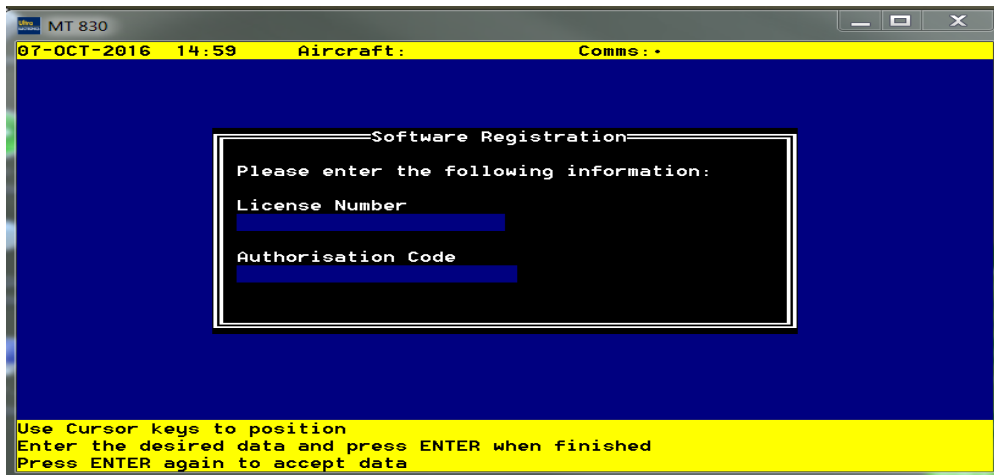 Ultra
ELECTRONICS
MT 830
07-OCT-2016 14:59 Aircraft: Comms:•
Software Registration
Please enter the following information:
License Number
Authorisation Code
Use Cursor keys to position
Enter the desired data and press ENTER when finished
Press ENTER again to accept data